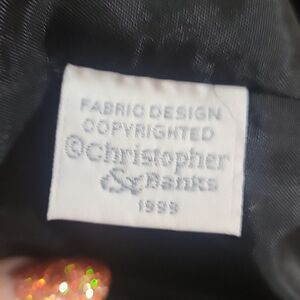 FABRIC DESIGN
COPYRIGHTED
©Christopher
& Banks
1999